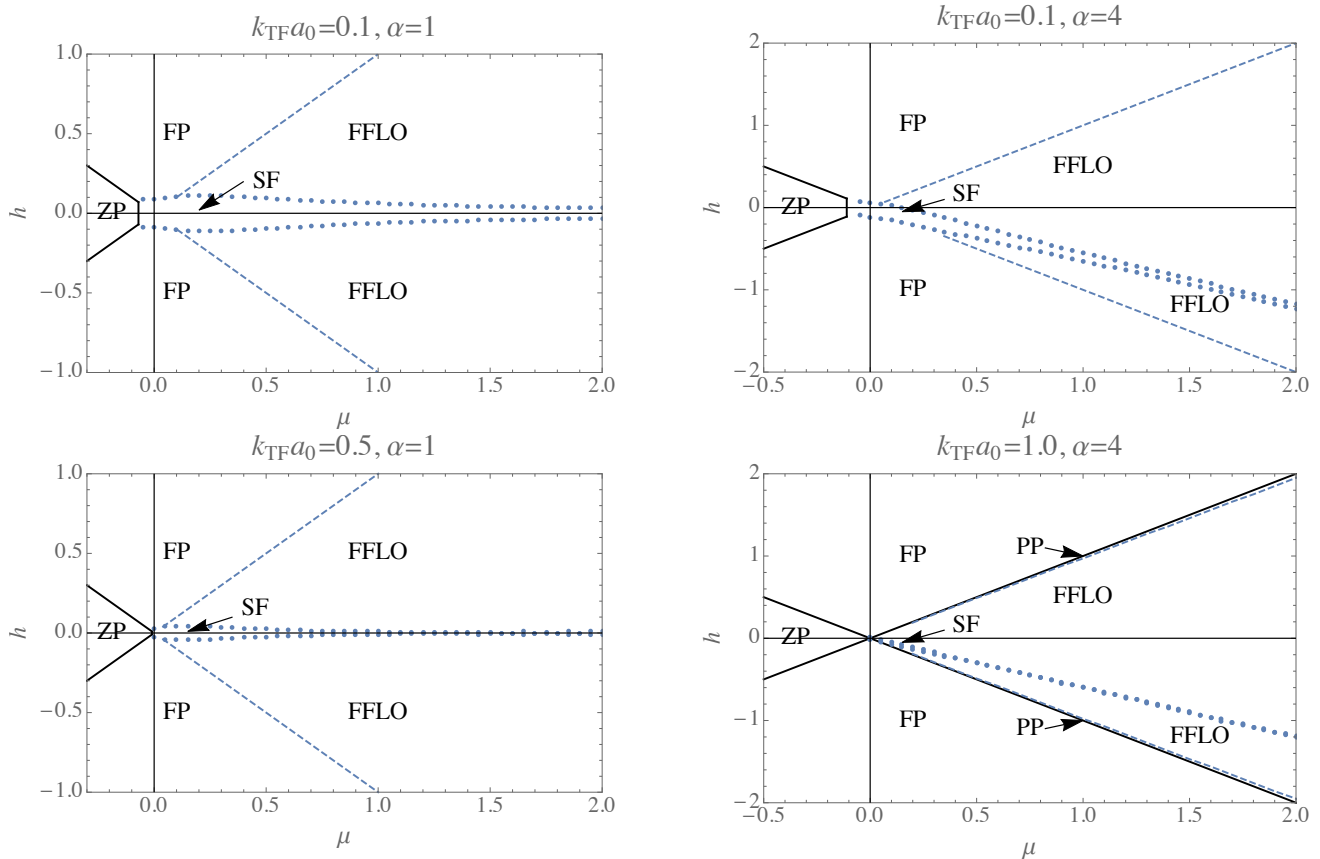 k_TF a_0=0.1, α=1
1.0
0.5
0.0
−0.5
−1.0
h
FP
FFLO
SF
ZP
FP
FFLO
0.0
0.5
1.0
1.5
2.0
μ
k_TF a_0=0.1, α=4
2
1
0
−1
−2
h
FP
FFLO
SF
ZP
FP
FFLO
−0.5
0.0
0.5
1.0
1.5
2.0
μ
k_TF a_0=0.5, α=1
1.0
0.5
0.0
−0.5
−1.0
h
FP
FFLO
SF
ZP
FP
FFLO
0.0
0.5
1.0
1.5
2.0
μ
k_TF a_0=1.0, α=4
2
1
0
−1
−2
h
FP
PP
FFLO
SF
ZP
FP
PP
FFLO
−0.5
0.0
0.5
1.0
1.5
2.0
μ